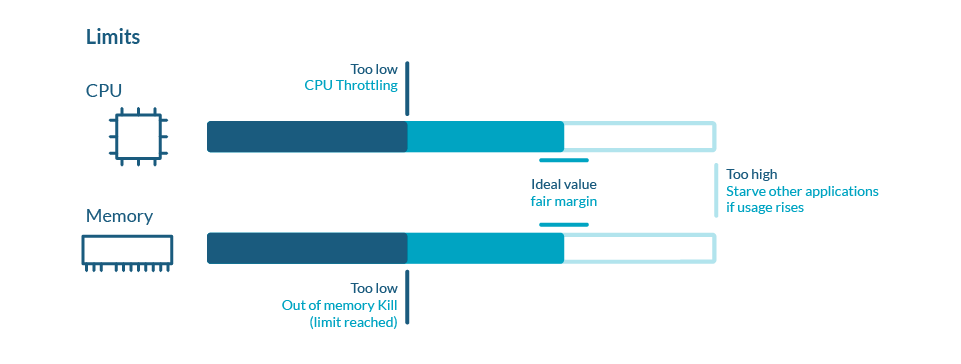 Limits
CPU
Too low
CPU Throttling
Ideal value
fair margin
Too high
Starve other applications
if usage rises
Memory
Too low
Out of memory Kill
(limit reached)